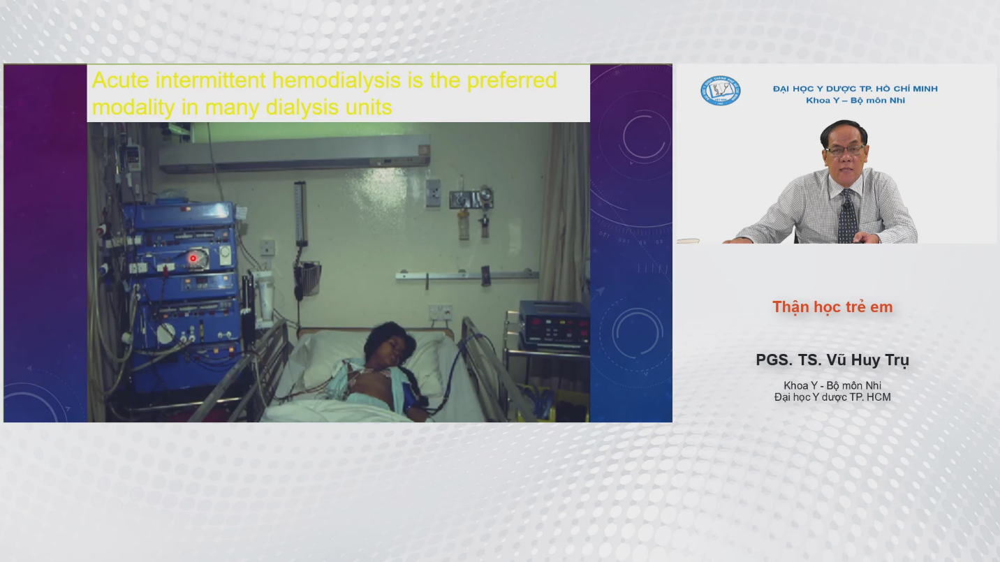 Acute intermittent hemodialysis is the preferred
modality in many dialysis units
ĐẠI HỌC Y DƯỢC TP. HỒ CHÍ MINH
Khoa Y – Bộ môn Nhi
Thận học trẻ em
PGS. TS. Vũ Huy Trụ
Khoa Y - Bộ môn Nhi
Đại học Y dược TP. HCM